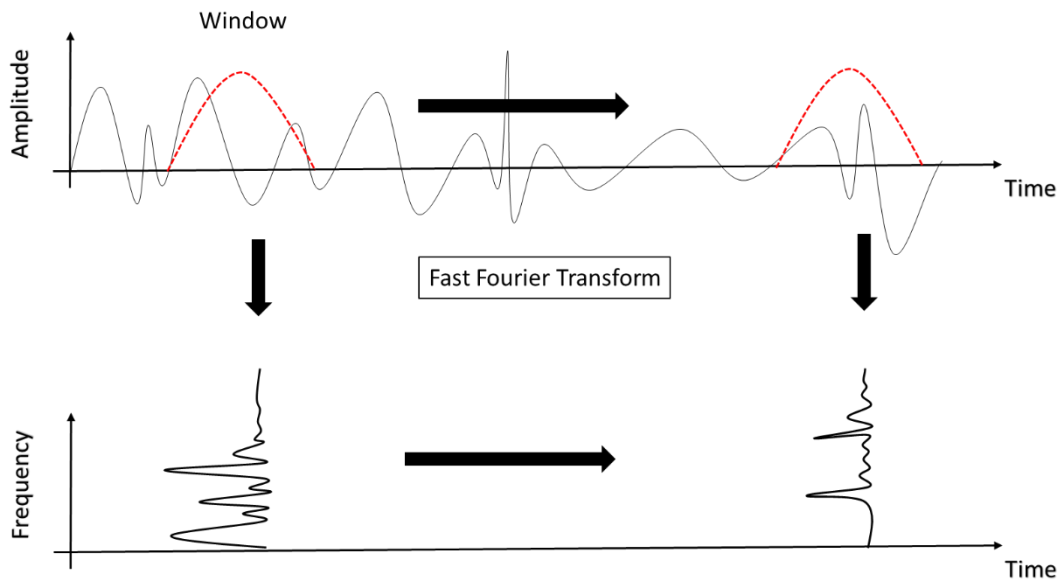 Window
Amplitude
Time
Fast Fourier Transform
Frequency
Time